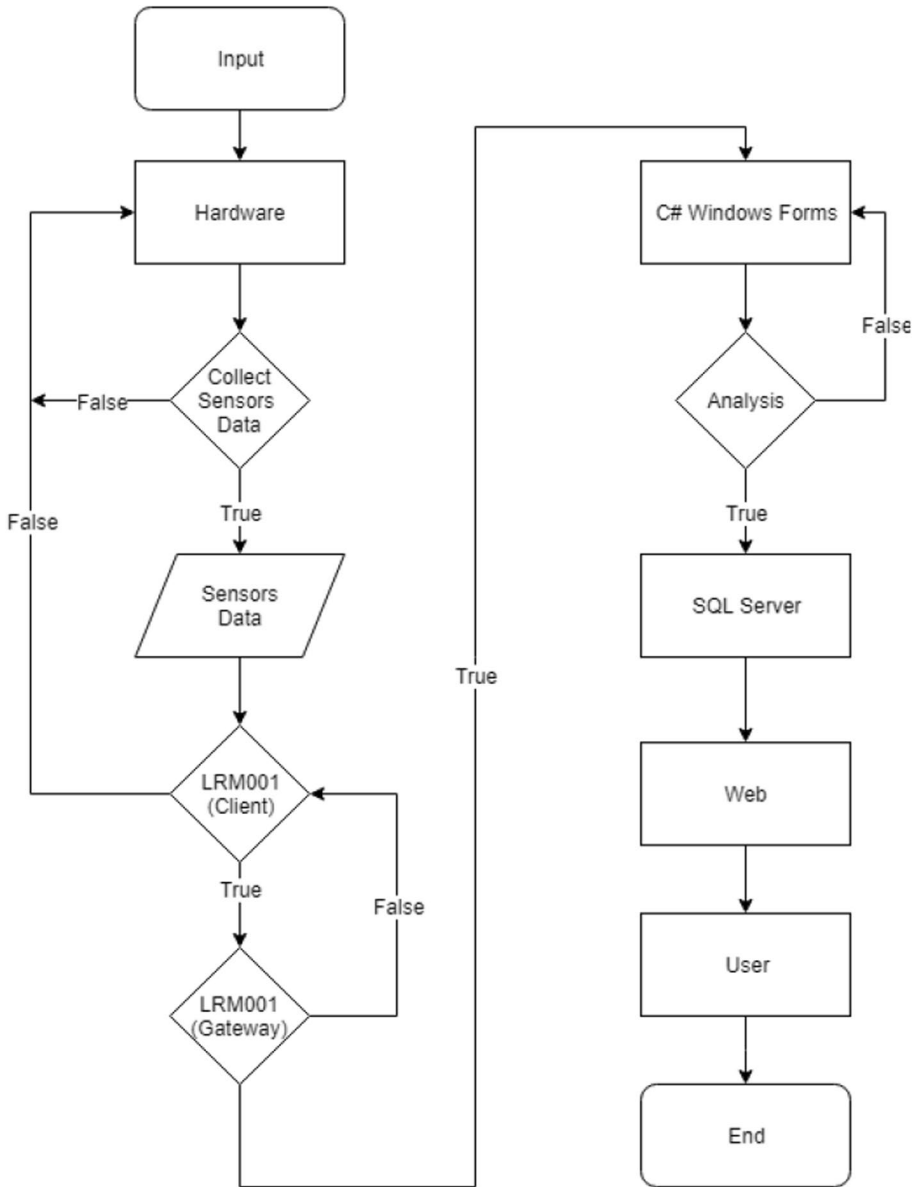 Input
Hardware
Collect
Sensors
Data
False
False
True
Sensors
Data
LRM001
(Client)
True
False
LRM001
(Gateway)
True
C# Windows Forms
False
Analysis
True
SQL Server
Web
User
End